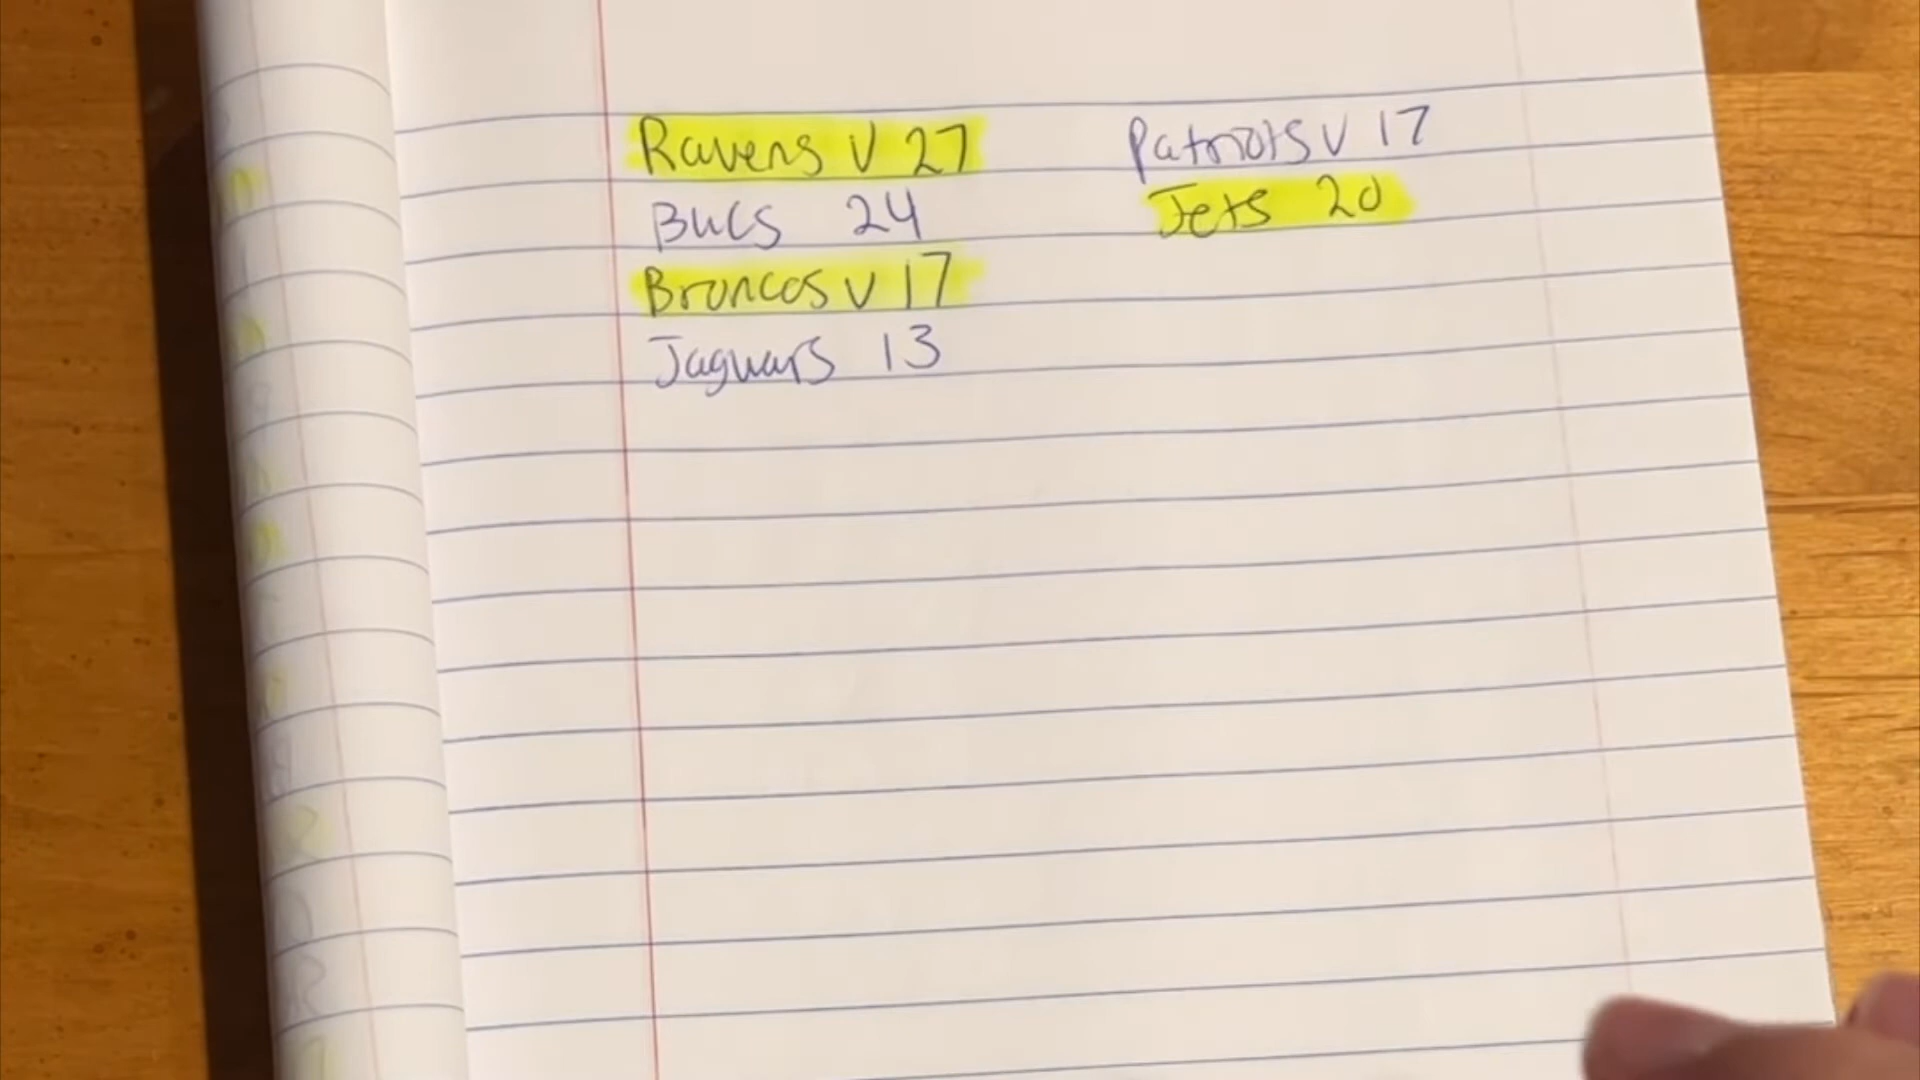 Ravens v 27
Bucs 24
Broncos v 17
Jaguars 13
Patriots v 17
Jets 20